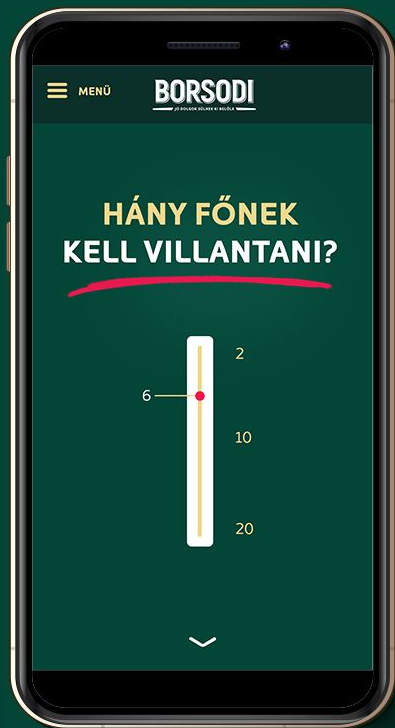 MENÜ
BORSODI
JÓ DOLGOK SÜLNEK KI BELŐLE
HÁNY FŐNEK
KELL VILLANTANI?
2
6
10
20